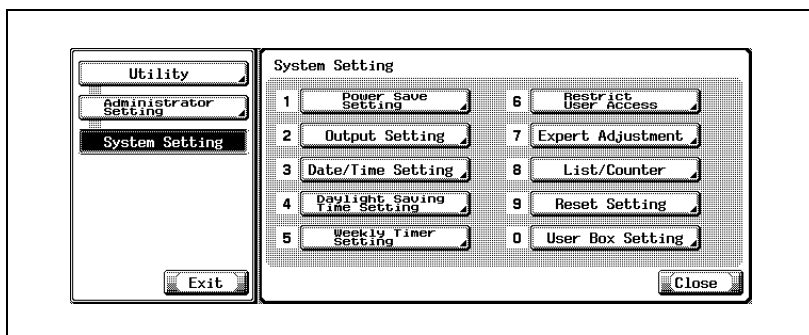 Utility
Administrator
Setting
System Setting
Exit
System Setting
1 Power Save
Setting
2 Output Setting
3 Date/Time Setting
4 Daylight Saving
Time Setting
5 Weekly Timer
Setting
6 Restrict
User Access
7 Expert Adjustment
8 List/Counter
9 Reset Setting
0 User Box Setting
Close